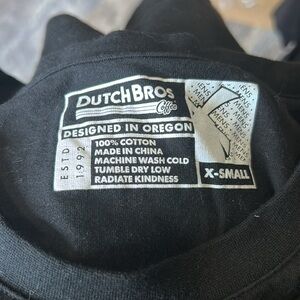 DUTCH BROS
Coffee
DESIGNED IN OREGON
ESTD
1992
100% COTTON
MADE IN CHINA
MACHINE WASH COLD
TUMBLE DRY LOW
RADIATE KINDNESS
X-SMALL